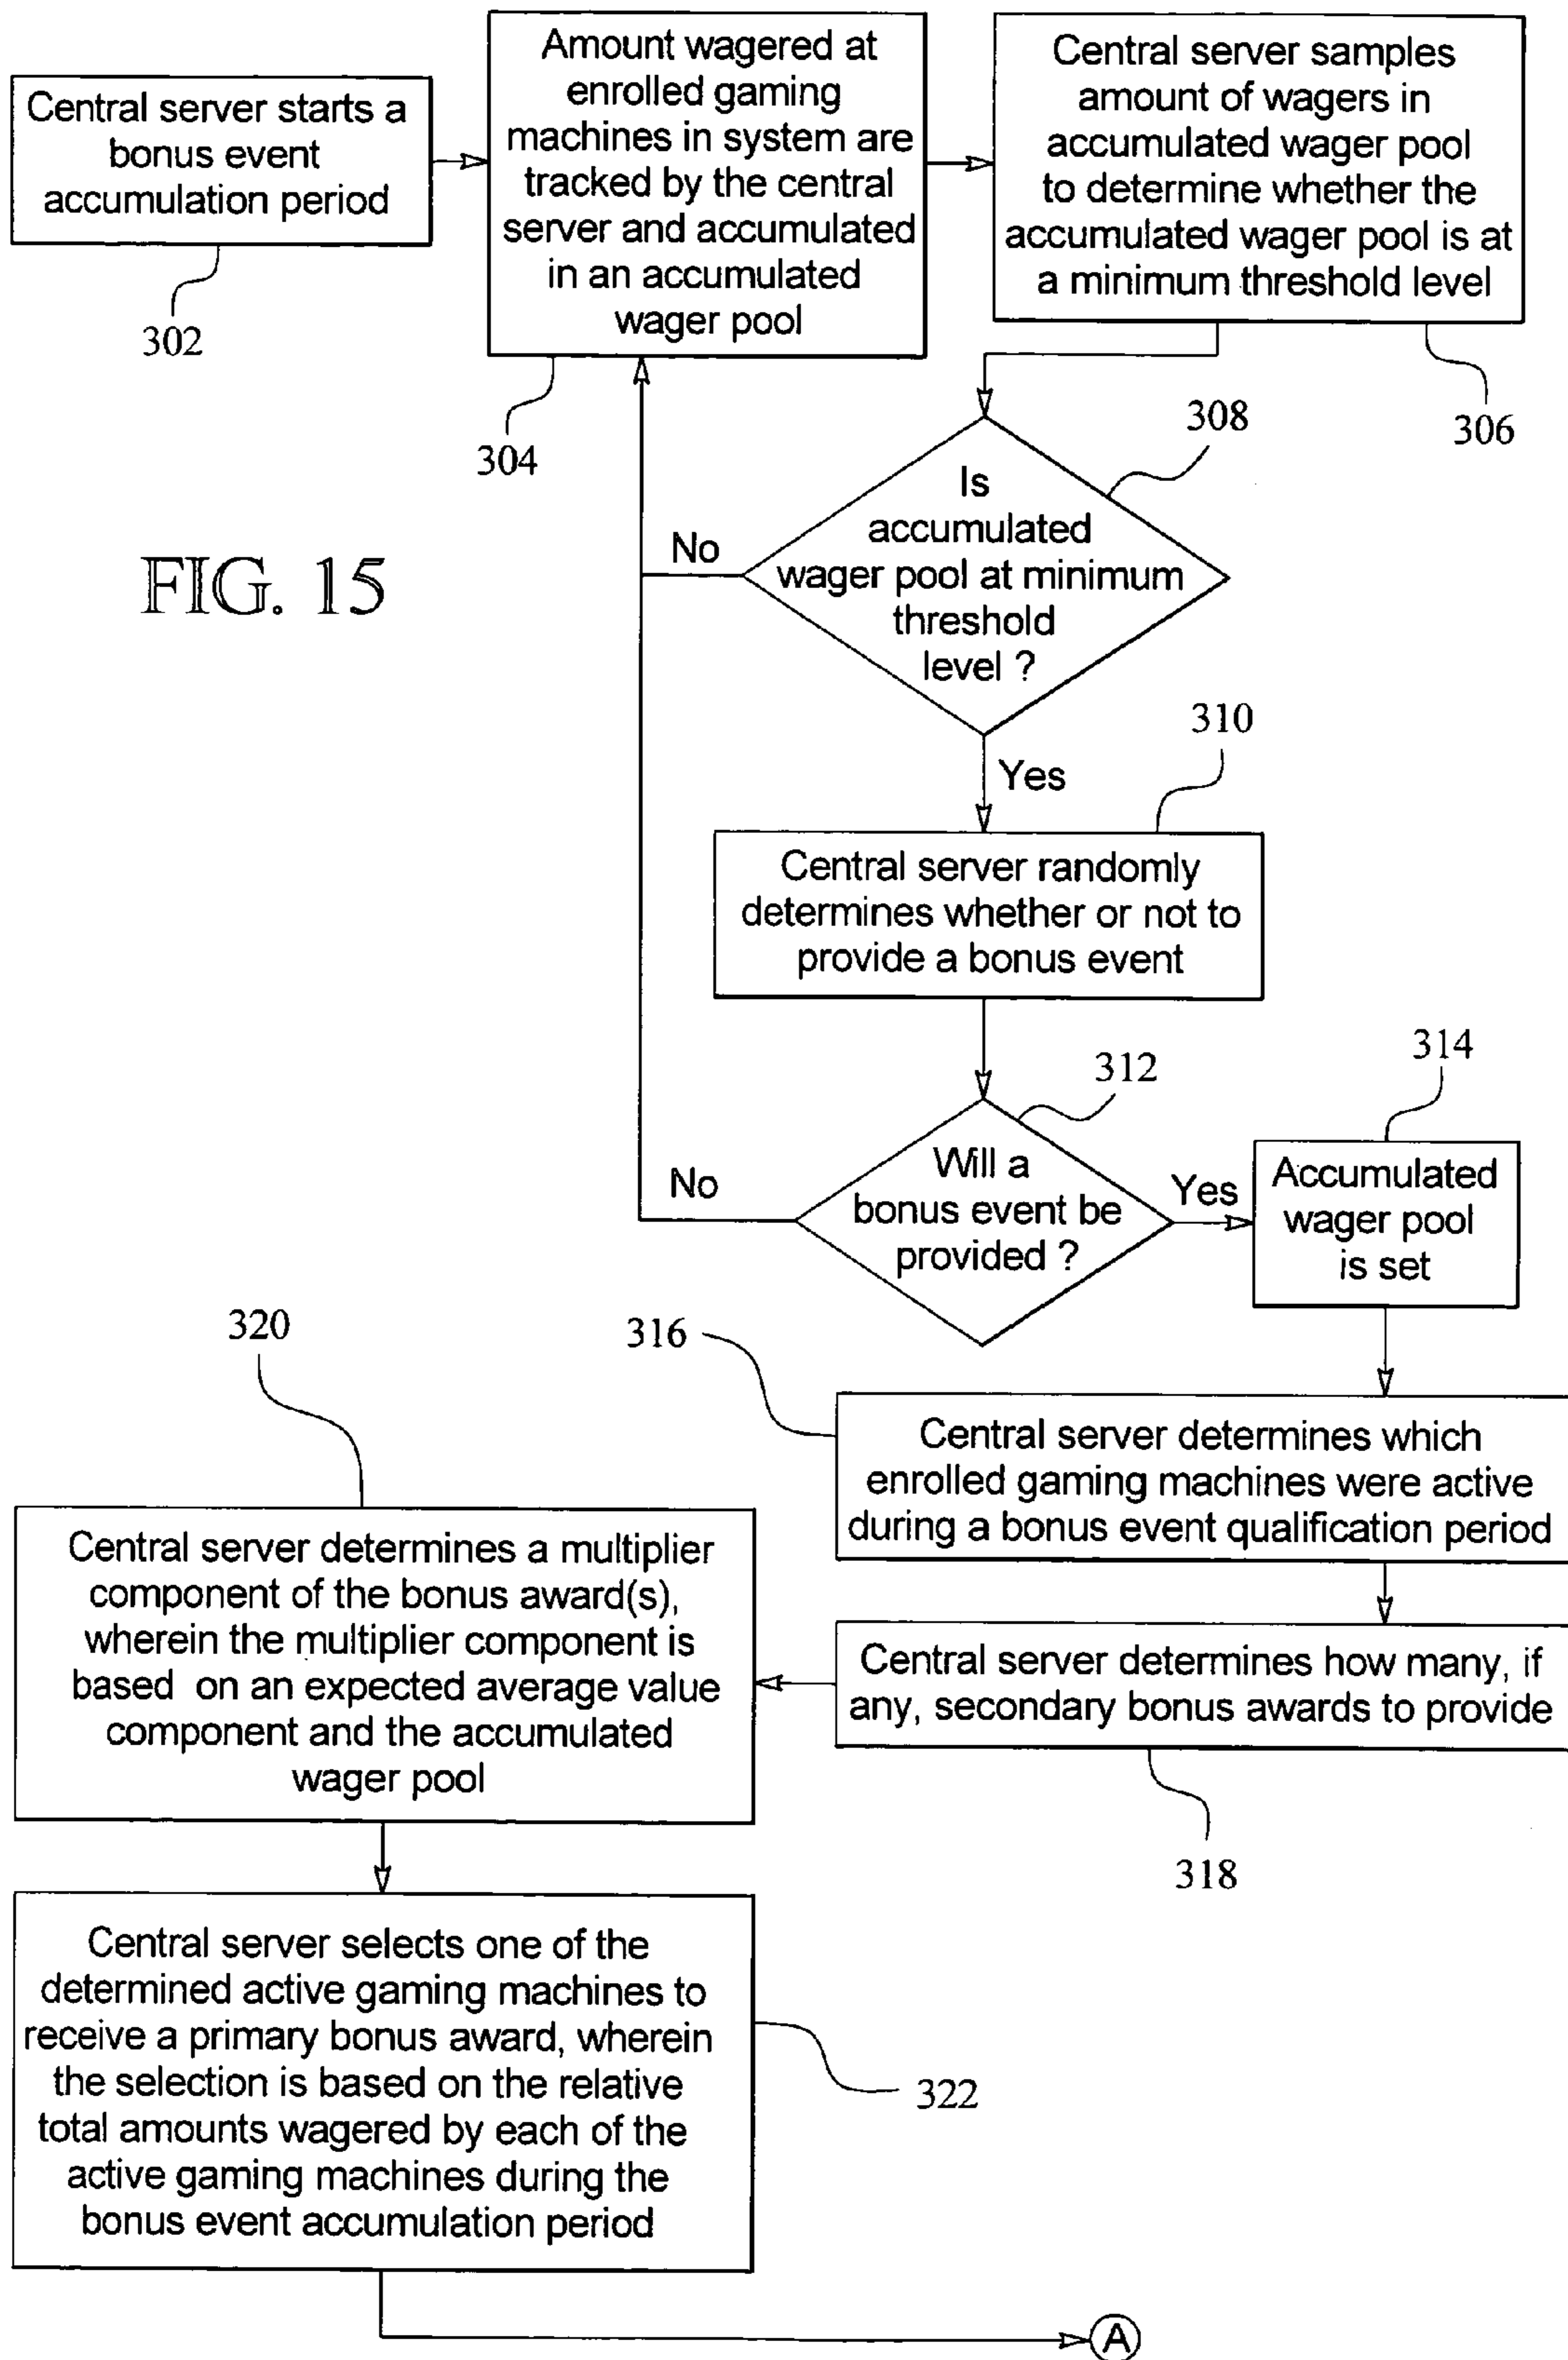 Central server starts a
bonus event
accumulation period
302
Amount wagered at
enrolled gaming
machines in system are
tracked by the central
server and accumulated
in an accumulated
wager pool
304
Central server samples
amount of wagers in
accumulated wager pool
to determine whether the
accumulated wager pool is at
a minimum threshold level
306
308
Is
accumulated
wager pool at minimum
threshold
level ?
No
Yes
FIG. 15
310
Central server randomly
determines whether or not to
provide a bonus event
312
Will a
bonus event be
provided ?
No
Yes
314
Accumulated
wager pool
is set
316
Central server determines which
enrolled gaming machines were active
during a bonus event qualification period
Central server determines how many, if
any, secondary bonus awards to provide
318
320
Central server determines a multiplier
component of the bonus award(s),
wherein the multiplier component is
based on an expected average value
component and the accumulated
wager pool
Central server selects one of the
determined active gaming machines to
receive a primary bonus award, wherein
the selection is based on the relative
total amounts wagered by each of the
active gaming machines during the
bonus event accumulation period
322
A